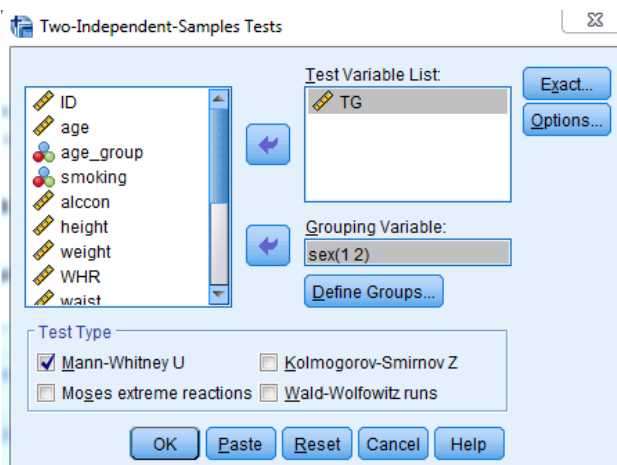 Two-Independent-Samples Tests
ID
age
age_group
smoking
alccon
height
weight
WHR
waist
Test Variable List:
TG
Grouping Variable:
sex(1 2)
Define Groups...
Exact...
Options...
Test Type
Mann-Whitney U
Kolmogorov-Smirnov Z
Moses extreme reactions
Wald-Wolfowitz runs
OK
Paste
Reset
Cancel
Help